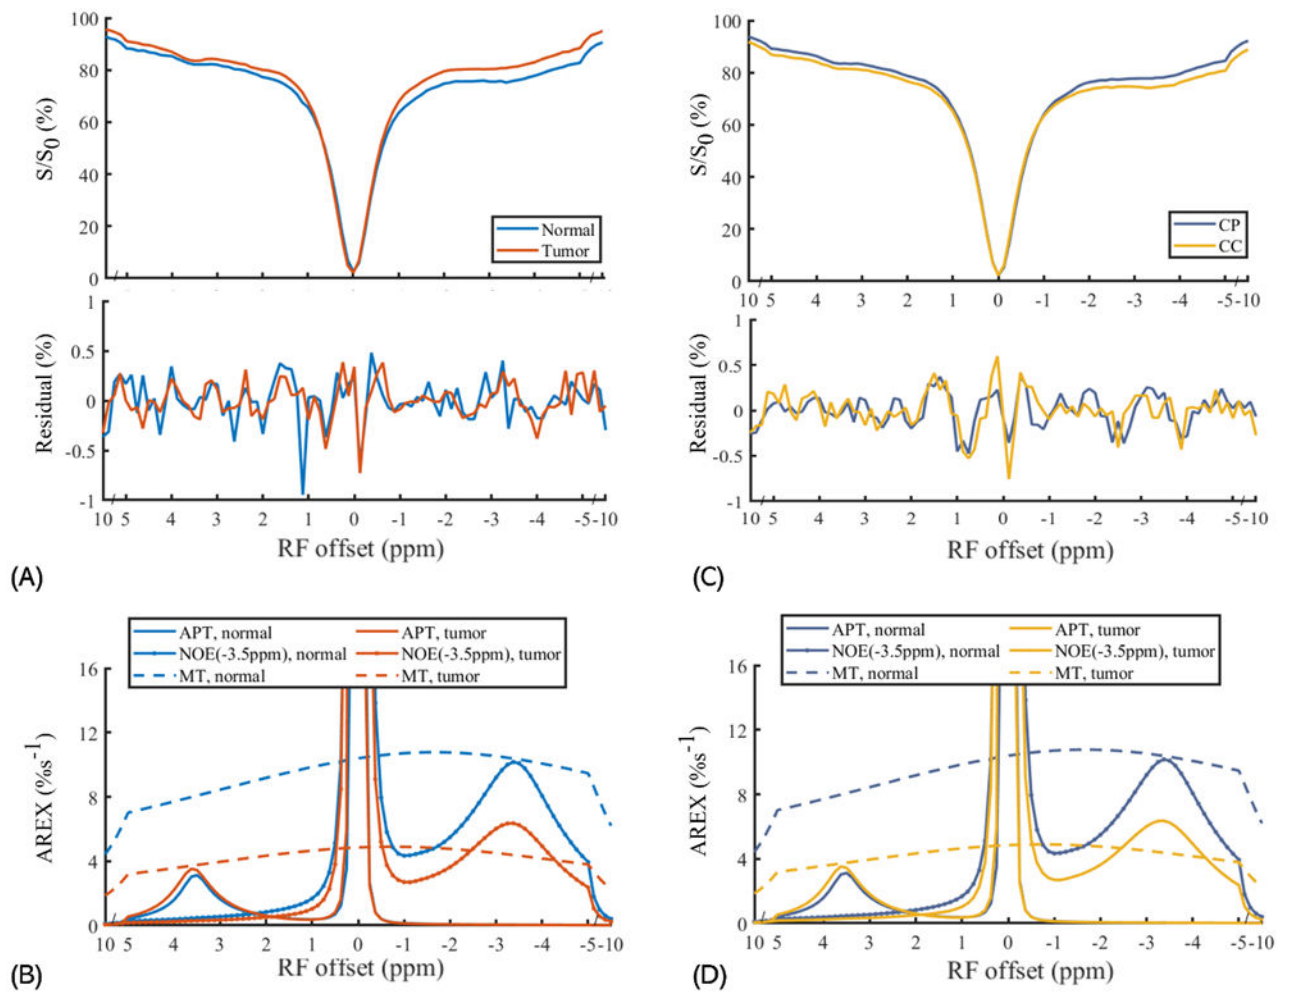 100
80
60
40
20
0
S/S0 (%)
Normal
Tumor
1
0.5
0
-0.5
-1
Residual (%)
10 5 4 3 2 1 0 -1 -2 -3 -4 -5-10
RF offset (ppm)
(A)
100
80
60
40
20
0
S/S0 (%)
CP
CC
10 5 4 3 2 1 0 -1 -2 -3 -4 -5-10
1
0.5
0
-0.5
-1
Residual (%)
10 5 4 3 2 1 0 -1 -2 -3 -4 -5-10
RF offset (ppm)
(C)
APT, normal APT, tumor
NOE(-3.5ppm), normal NOE(-3.5ppm), tumor
MT, normal MT, tumor
16
12
8
4
0
AREX (%s-1)
10 5 4 3 2 1 0 -1 -2 -3 -4 -5-10
RF offset (ppm)
(B)
APT, normal APT, tumor
NOE(-3.5ppm), normal NOE(-3.5ppm), tumor
MT, normal MT, tumor
16
12
8
4
0
AREX (%s-1)
10 5 4 3 2 1 0 -1 -2 -3 -4 -5-10
RF offset (ppm)
(D)